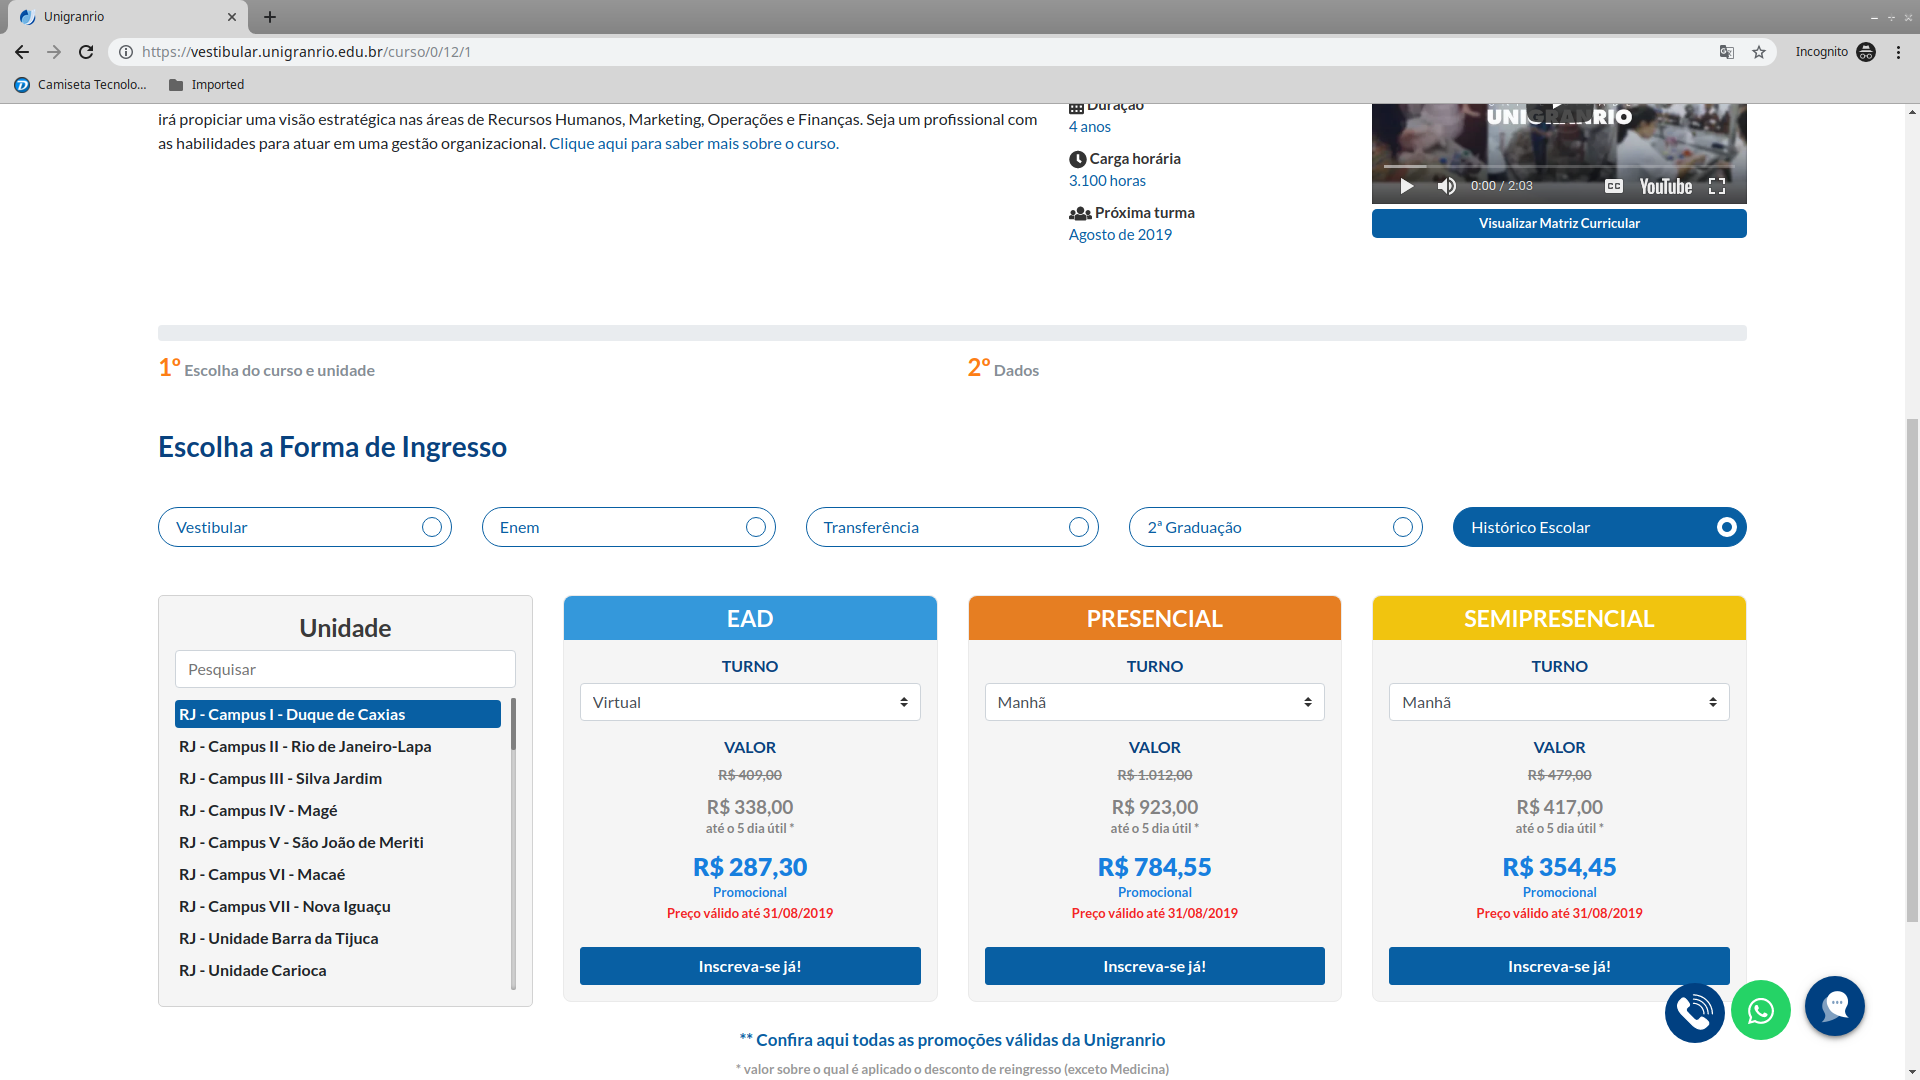 Unigranrio
https://vestibular.unigranrio.edu.br/curso/0/12/1
Incognito
Camiseta Tecnolo...
Imported
irá propiciar uma visão estratégica nas áreas de Recursos Humanos, Marketing, Operações e Finanças. Seja um profissional com
as habilidades para atuar em uma gestão organizacional. Clique aqui para saber mais sobre o curso.
Duração
4 anos
Carga horária
3.100 horas
Próxima turma
Agosto de 2019
UNIGRANRIO
0:00 / 2:03
CC
YouTube
Visualizar Matriz Curricular
1º Escolha do curso e unidade
2º Dados
Escolha a Forma de Ingresso
Vestibular
Enem
Transferência
2ª Graduação
Histórico Escolar
Unidade
Pesquisar
RJ - Campus I - Duque de Caxias
RJ - Campus II - Rio de Janeiro-Lapa
RJ - Campus III - Silva Jardim
RJ - Campus IV - Magé
RJ - Campus V - São João de Meriti
RJ - Campus VI - Macaé
RJ - Campus VII - Nova Iguaçu
RJ - Unidade Barra da Tijuca
RJ - Unidade Carioca
EAD
TURNO
Virtual
VALOR
R$ 409,00
R$ 338,00
até o 5 dia útil *
R$ 287,30
Promocional
Preço válido até 31/08/2019
Inscreva-se já!
PRESENCIAL
TURNO
Manhã
VALOR
R$ 1.012,00
R$ 923,00
até o 5 dia útil *
R$ 784,55
Promocional
Preço válido até 31/08/2019
Inscreva-se já!
SEMIPRESENCIAL
TURNO
Manhã
VALOR
R$ 479,00
R$ 417,00
até o 5 dia útil *
R$ 354,45
Promocional
Preço válido até 31/08/2019
Inscreva-se já!
** Confira aqui todas as promoções válidas da Unigranrio
* valor sobre o qual é aplicado o desconto de reingresso (exceto Medicina)